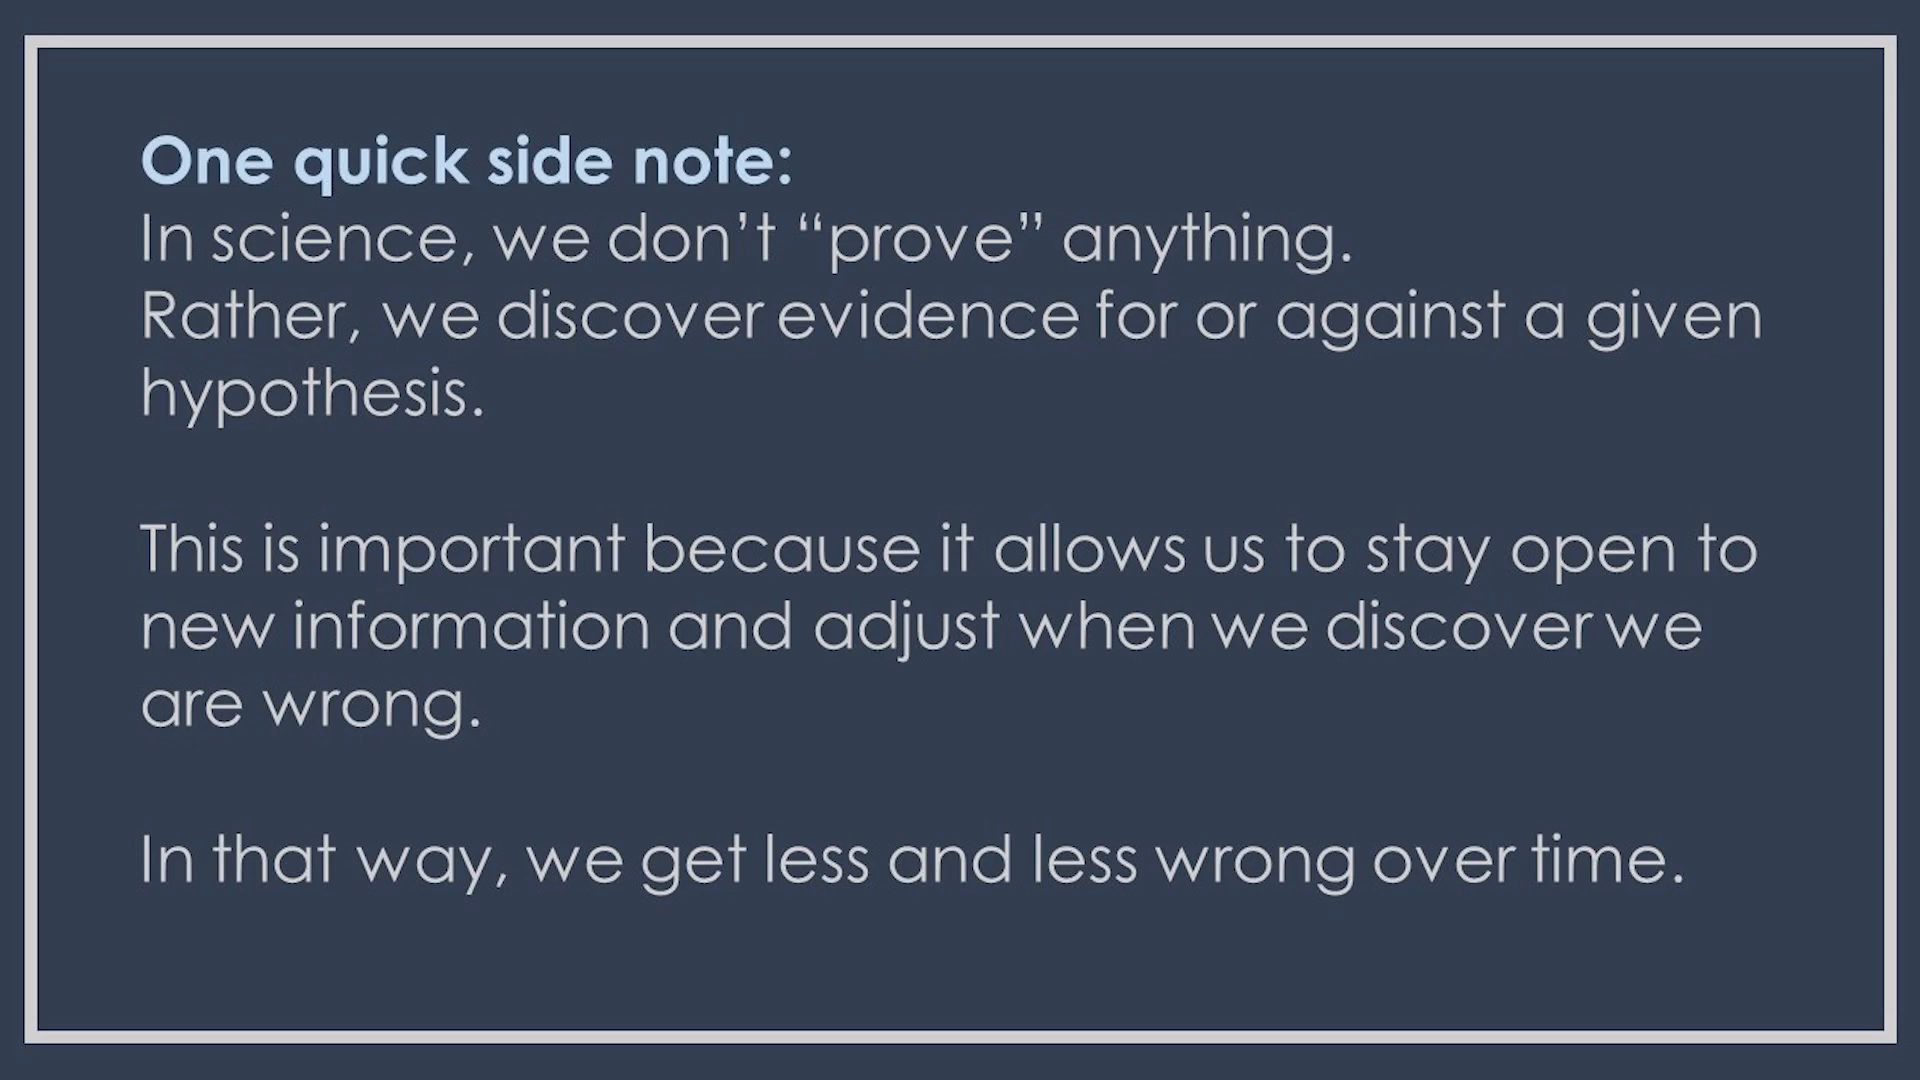 One quick side note:
In science, we don’t “prove” anything.
Rather, we discover evidence for or against a given
hypothesis.
This is important because it allows us to stay open to
new information and adjust when we discover we
are wrong.
In that way, we get less and less wrong over time.